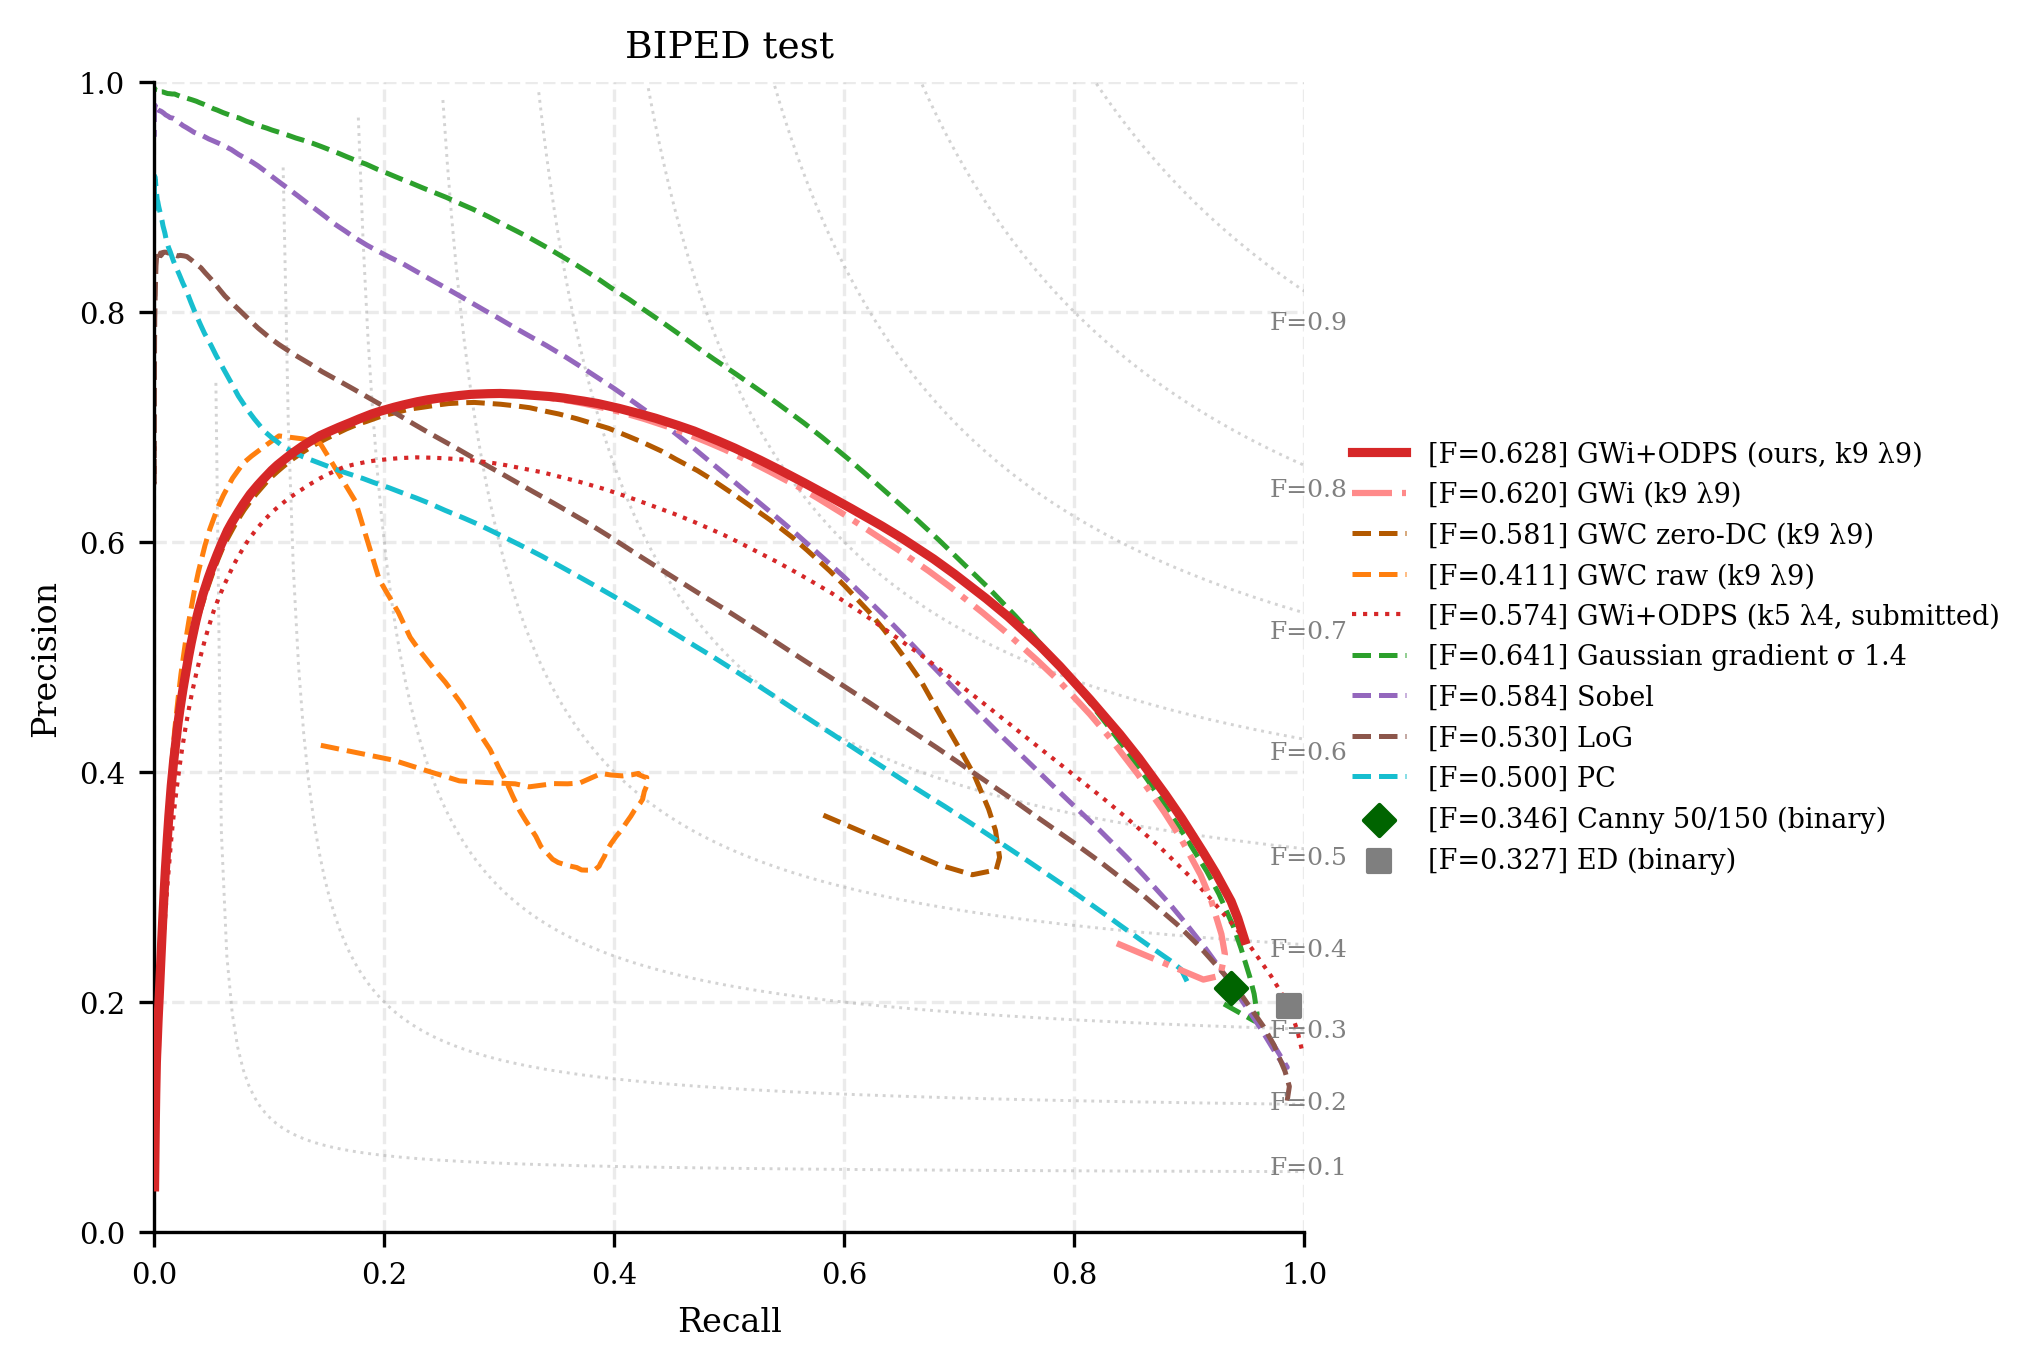 BIPED test
1.0
0.8
0.6
0.4
0.2
0.0
Precision
0.0
0.2
0.4
0.6
0.8
1.0
Recall
F=0.9
F=0.8
F=0.7
F=0.6
F=0.5
F=0.4
F=0.3
F=0.2
F=0.1
[F=0.628] GWi+ODPS (ours, k9 λ9)
[F=0.620] GWi (k9 λ9)
[F=0.581] GWC zero-DC (k9 λ9)
[F=0.411] GWC raw (k9 λ9)
[F=0.574] GWi+ODPS (k5 λ4, submitted)
[F=0.641] Gaussian gradient σ 1.4
[F=0.584] Sobel
[F=0.530] LoG
[F=0.500] PC
[F=0.346] Canny 50/150 (binary)
[F=0.327] ED (binary)